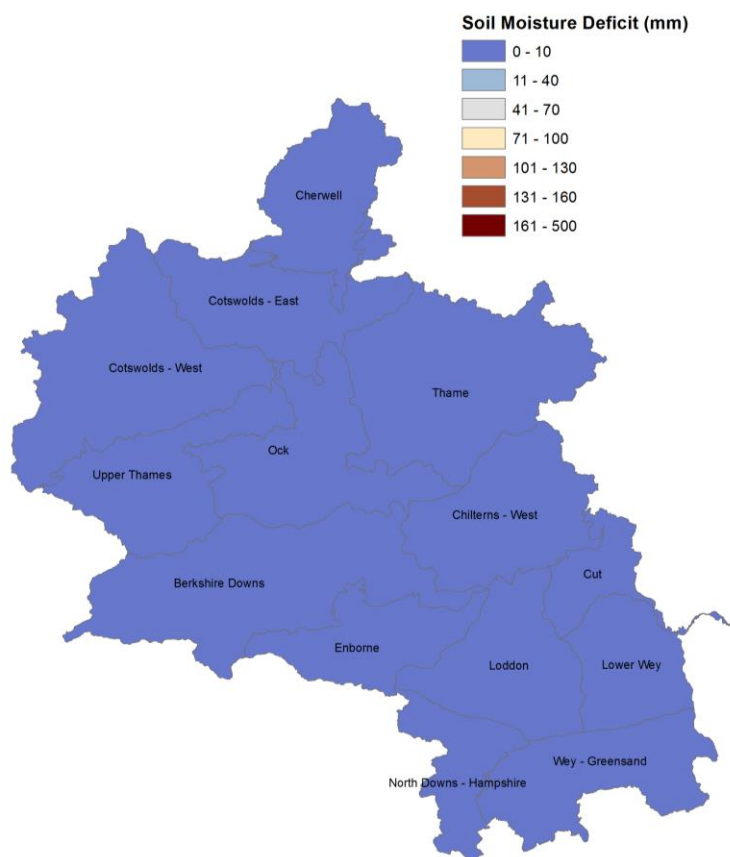 Soil Moisture Deficit (mm)
0 - 10
11 - 40
41 - 70
71 - 100
101 - 130
131 - 160
161 - 500
Cherwell
Cotswolds - East
Cotswolds - West
Thame
Ock
Upper Thames
Chilterns - West
Cut
Berkshire Downs
Enborne
Loddon
Lower Wey
Wey - Greensand
North Downs - Hampshire